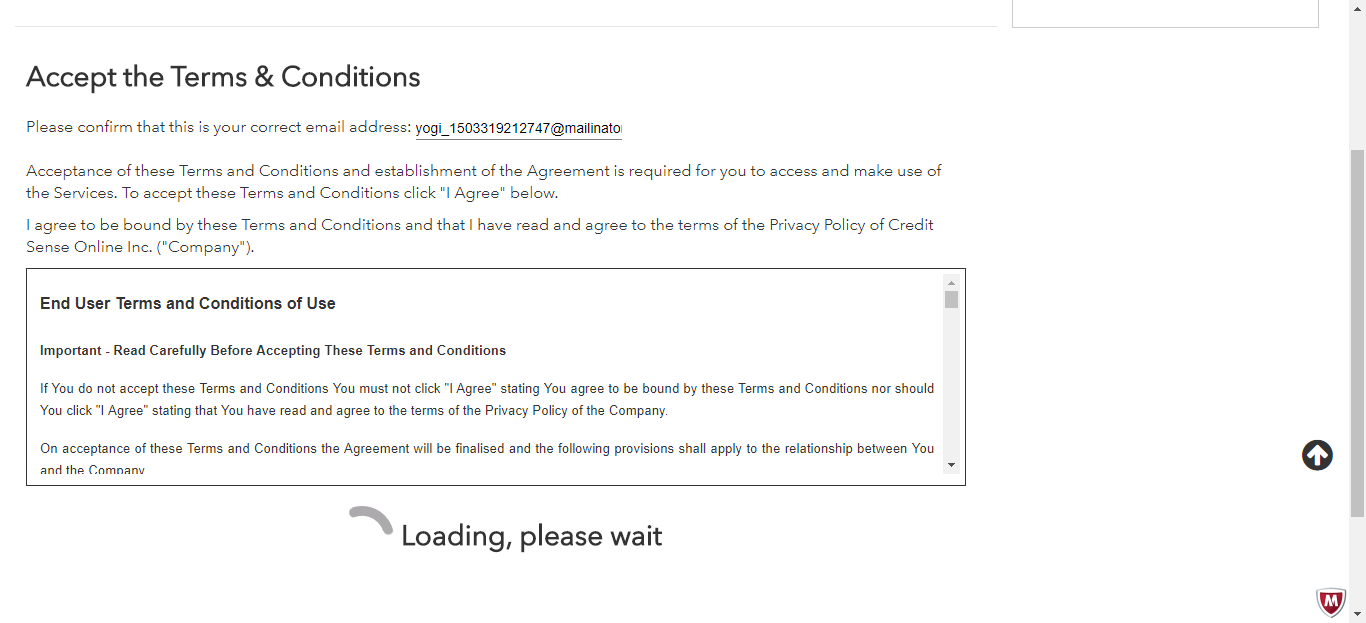 Accept the Terms & Conditions
Please confirm that this is your correct email address: yogi_1503319212747@mailinato
Acceptance of these Terms and Conditions and establishment of the Agreement is required for you to access and make use of
the Services. To accept these Terms and Conditions click "I Agree" below.
I agree to be bound by these Terms and Conditions and that I have read and agree to the terms of the Privacy Policy of Credit
Sense Online Inc. ("Company").
End User Terms and Conditions of Use
Important - Read Carefully Before Accepting These Terms and Conditions
If You do not accept these Terms and Conditions You must not click "I Agree" stating You agree to be bound by these Terms and Conditions nor should
You click "I Agree" stating that You have read and agree to the terms of the Privacy Policy of the Company.
On acceptance of these Terms and Conditions the Agreement will be finalised and the following provisions shall apply to the relationship between You
and the Company
Loading, please wait